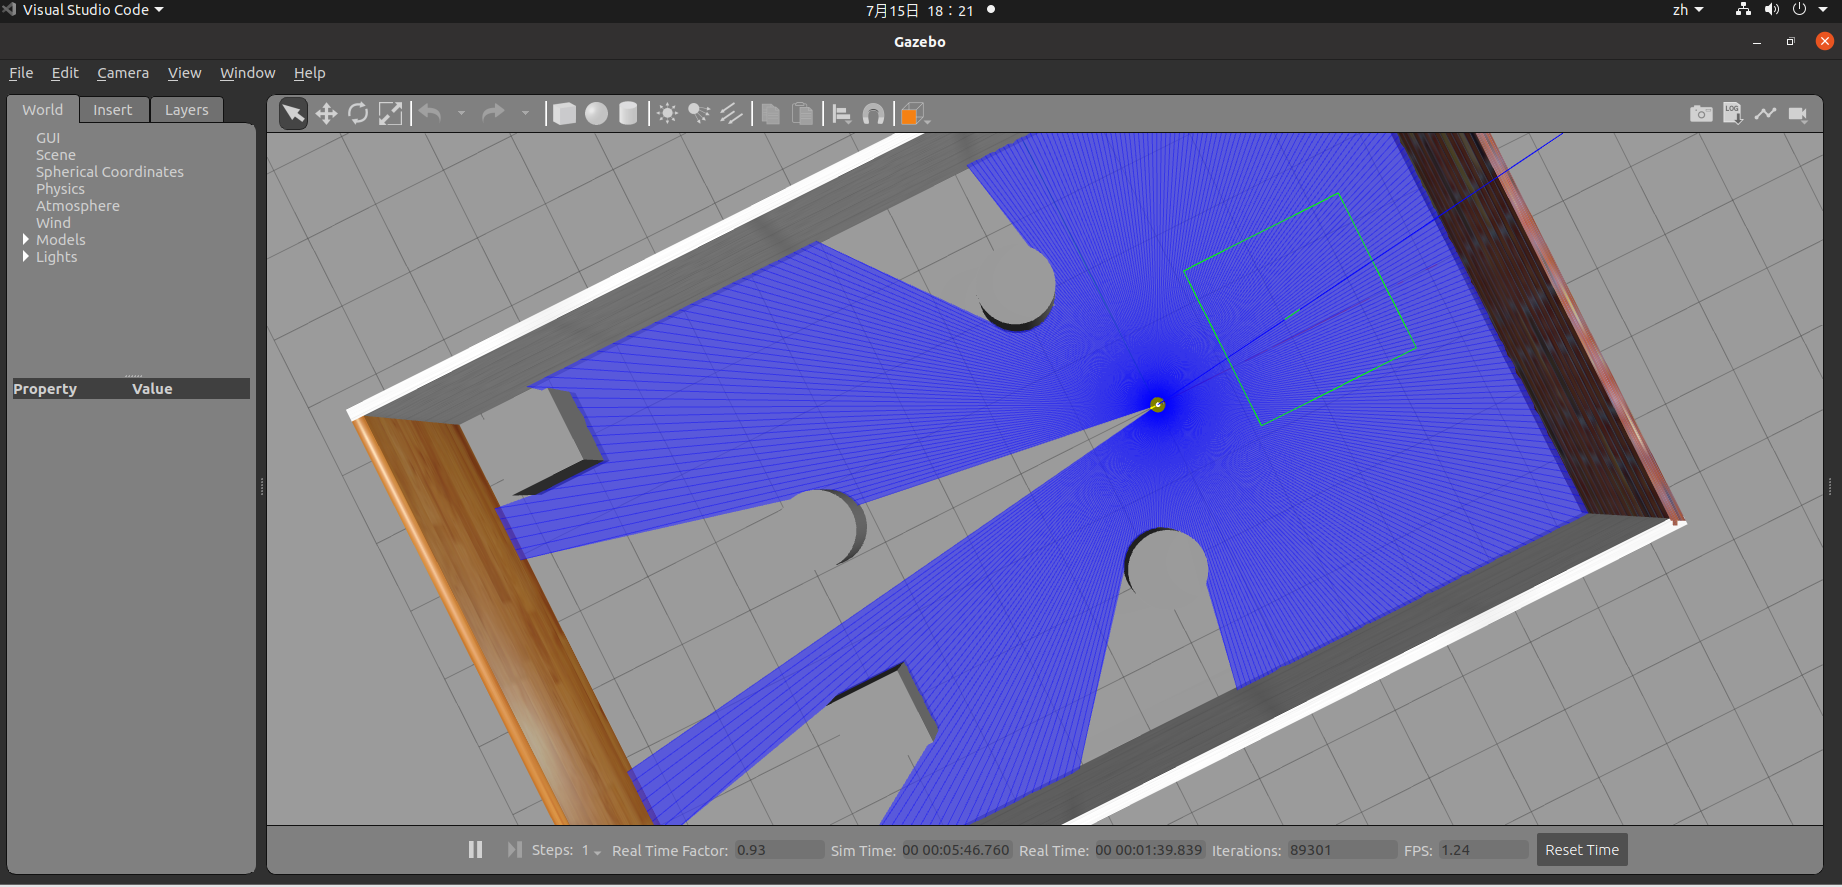 Visual Studio Code
7月15日 18：21
zh
Gazebo
File Edit Camera View Window Help
World Insert Layers
GUI
Scene
Spherical Coordinates
Physics
Atmosphere
Wind
Models
Lights
Property Value
LOG
Steps: 1 Real Time Factor: 0.93 Sim Time: 00 00:05:46.760 Real Time: 00 00:01:39.839 Iterations: 89301 FPS: 1.24 Reset Time